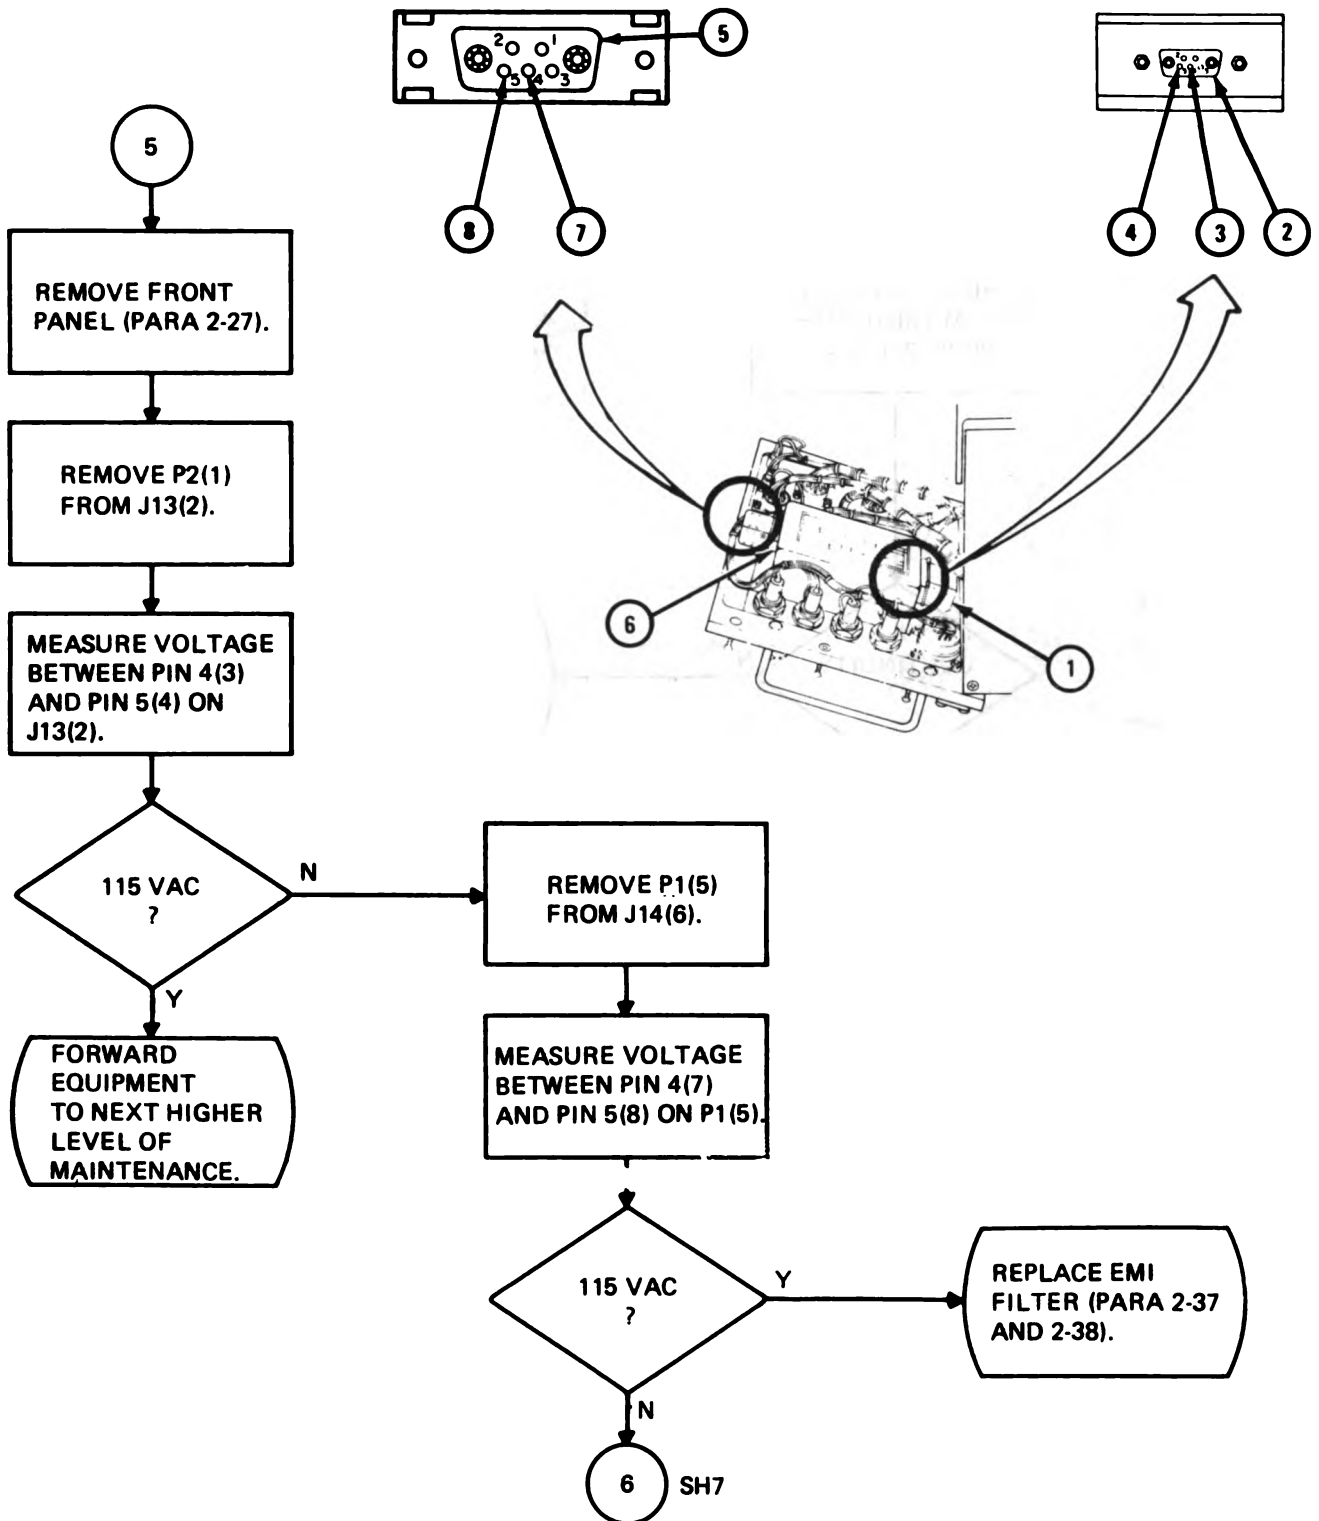 2
1
5
4
3
5
8
7
4
3
2
5
REMOVE FRONT
PANEL (PARA 2-27).
REMOVE P2(1)
FROM J13(2).
6
1
MEASURE VOLTAGE
BETWEEN PIN 4(3)
AND PIN 5(4) ON
J13(2).
115 VAC
?
N
Y
FORWARD
EQUIPMENT
TO NEXT HIGHER
LEVEL OF
MAINTENANCE.
REMOVE P1(5)
FROM J14(6).
MEASURE VOLTAGE
BETWEEN PIN 4(7)
AND PIN 5(8) ON P1(5).
115 VAC
?
Y
REPLACE EMI
FILTER (PARA 2-37
AND 2-38).
N
6
SH7
5